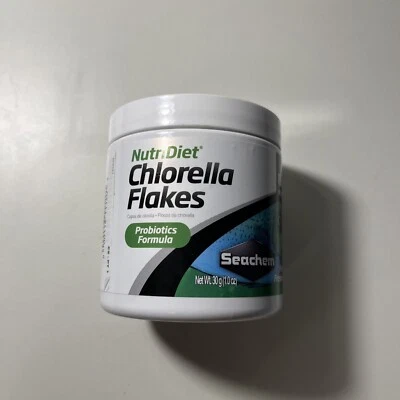 NutriDiet®
Chlorella
Flakes
Probiotics
Formula
Seachem
Net Wt. 30 g (1.0 oz)